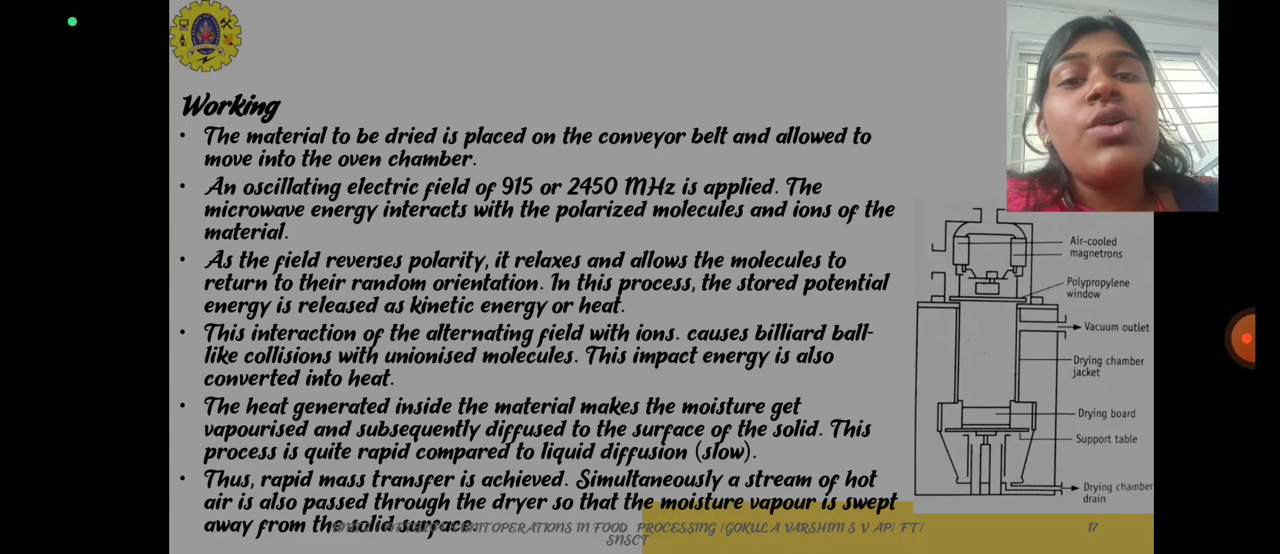 Working
• The material to be dried is placed on the conveyor belt and allowed to
move into the oven chamber.
• An oscillating electric field of 915 or 2450 MHz is applied. The
microwave energy interacts with the polarized molecules and ions of the
material.
• As the field reverses polarity, it relaxes and allows the molecules to
return to their random orientation. In this process, the stored potential
energy is released as kinetic energy or heat.
• This interaction of the alternating field with ions. causes billiard ball-
like collisions with unionised molecules. This impact energy is also
converted into heat.
• The heat generated inside the material makes the moisture get
vapourised and subsequently diffused to the surface of the solid. This
process is quite rapid compared to liquid diffusion (slow).
• Thus, rapid mass transfer is achieved. Simultaneously a stream of hot
air is also passed through the dryer so that the moisture vapour is swept
away from the solid surface.
Air-cooled
magnetrons
Polypropylene
window
Vacuum outlet
Drying chamber
jacket
Drying board
Support table
Drying chamber
drain
OPERATIONS IN FOOD PROCESSING /GOKULA VARSHINI S V AP/ FT/
SNSCT
17